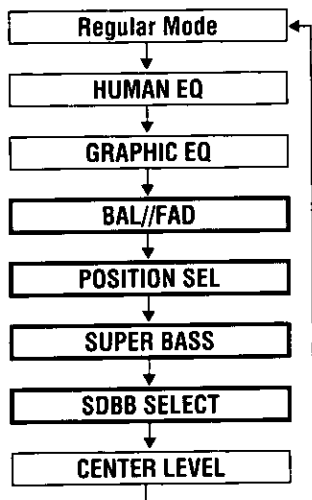 Regular Mode
HUMAN EQ
GRAPHIC EQ
BAL//FAD
POSITION SEL
SUPER BASS
SDBB SELECT
CENTER LEVEL